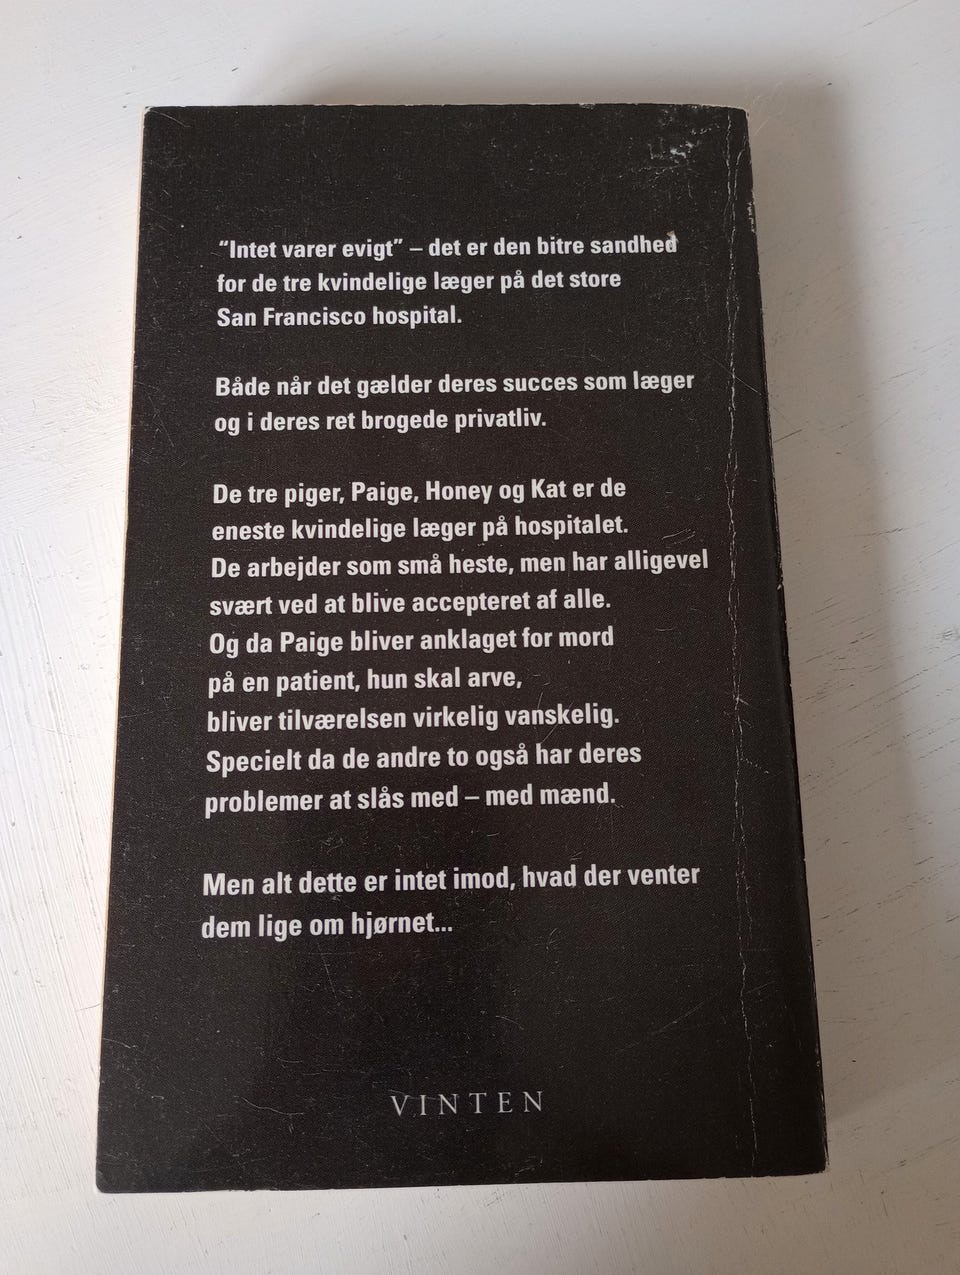 “Intet varer evigt” – det er den bitre sandhed
for de tre kvindelige læger på det store
San Francisco hospital.
Både når det gælder deres succes som læger
og i deres ret brogede privatliv.
De tre piger, Paige, Honey og Kat er de
eneste kvindelige læger på hospitalet.
De arbejder som små heste, men har alligevel
svært ved at blive accepteret af alle.
Og da Paige bliver anklaget for mord
på en patient, hun skal arve,
bliver tilværelsen virkelig vanskelig.
Specielt da de andre to også har deres
problemer at slås med – med mænd.
Men alt dette er intet imod, hvad der venter
dem lige om hjørnet...
VINTEN